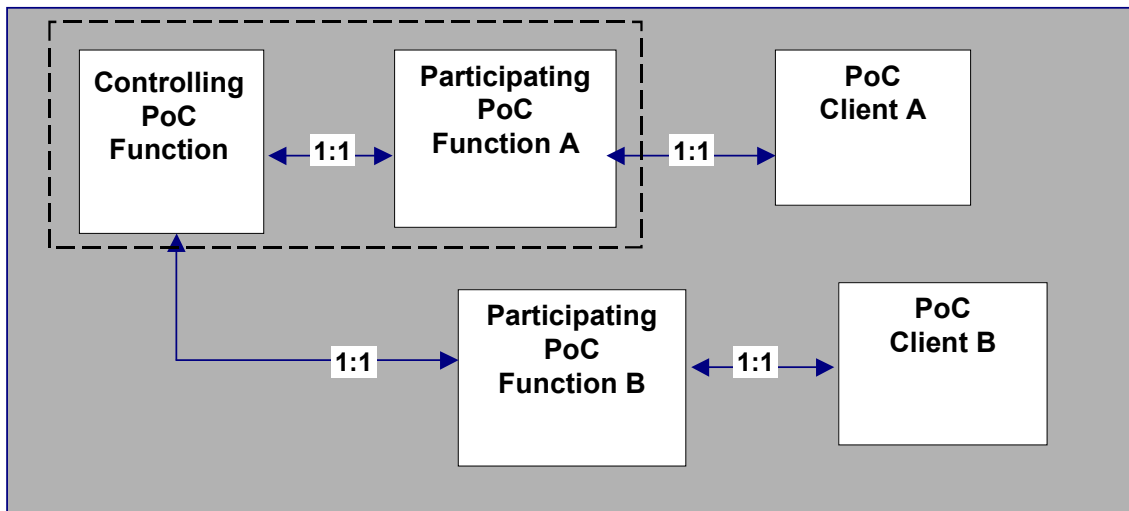 Controlling
PoC
Function
1:1
Participating
PoC
Function A
1:1
PoC
Client A
1:1
Participating
PoC
Function B
1:1
PoC
Client B